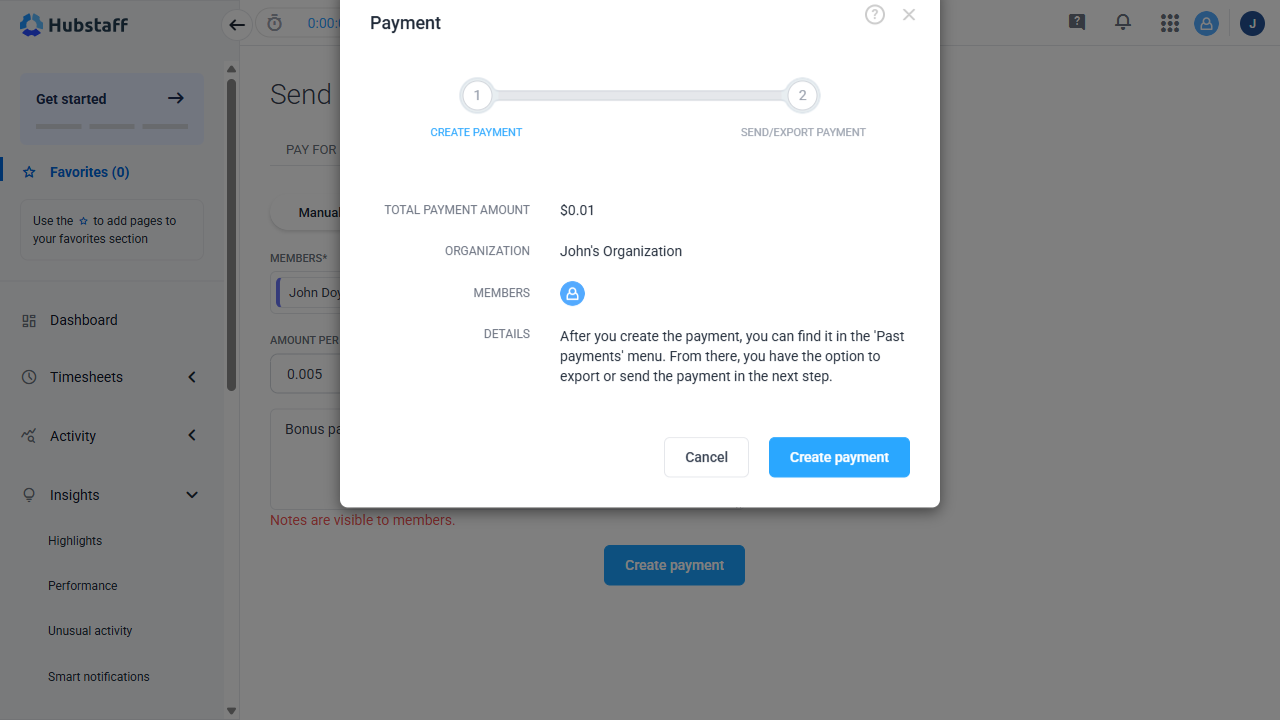 Hubstaff
0:00:
?
J
Get started
Favorites (0)
Use the ☆ to add pages to
your favorites section
Dashboard
Timesheets
Activity
Insights
Highlights
Performance
Unusual activity
Smart notifications
Send
PAY FOR
Manual
MEMBERS*
John Doy
AMOUNT PER
0.005
Bonus pa
Notes are visible to members.
Create payment
Payment
?
1
2
CREATE PAYMENT
SEND/EXPORT PAYMENT
TOTAL PAYMENT AMOUNT
$0.01
ORGANIZATION
John's Organization
MEMBERS
DETAILS
After you create the payment, you can find it in the 'Past
payments' menu. From there, you have the option to
export or send the payment in the next step.
Cancel
Create payment